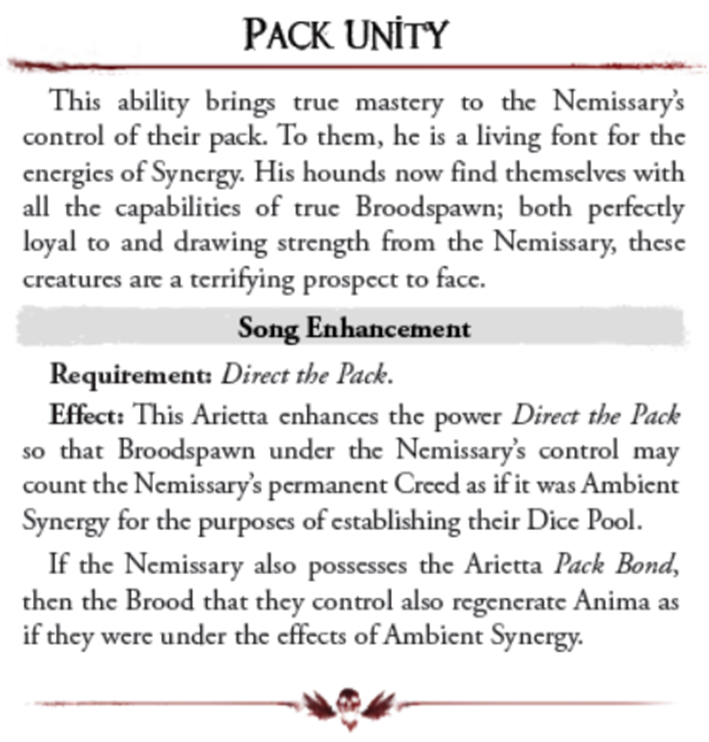 Pack Unity
This ability brings true mastery to the Nemissary's
control of their pack. To them, he is a living font for the
energies of Synergy. His hounds now find themselves with
all the capabilities of true Broodspawn; both perfectly
loyal to and drawing strength from the Nemissary, these
creatures are a terrifying prospect to face.
Song Enhancement
Requirement: Direct the Pack.
Effect: This Arietta enhances the power Direct the Pack
so that Broodspawn under the Nemissary's control may
count the Nemissary's permanent Creed as if it was Ambient
Synergy for the purposes of establishing their Dice Pool.
If the Nemissary also possesses the Arietta Pack Bond,
then the Brood that they control also regenerate Anima as
if they were under the effects of Ambient Synergy.